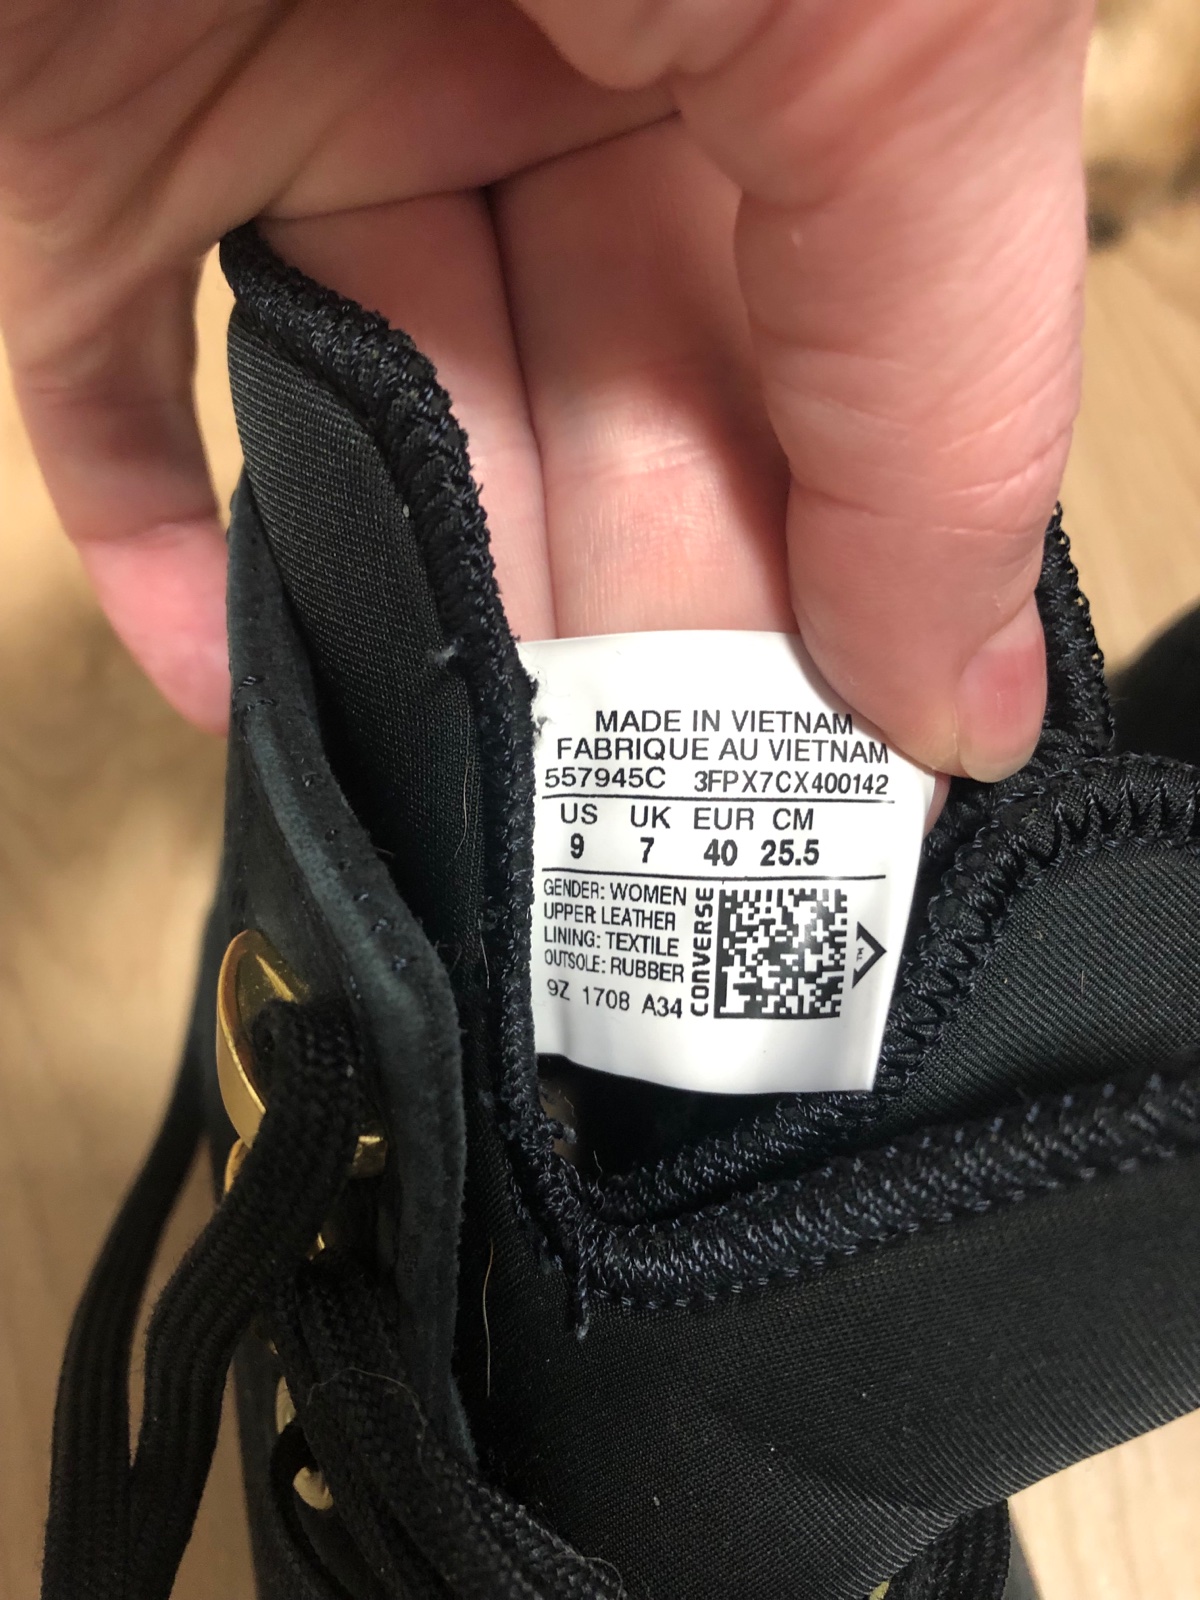 MADE IN VIETNAM
FABRIQUE AU VIETNAM
557945C 3FPX7CX400142
US UK EUR CM
9 7 40 25.5
GENDER: WOMEN
UPPER LEATHER
LINING: TEXTILE
OUTSOLE: RUBBER
9Z 1708 A34
CONVERSE
TM